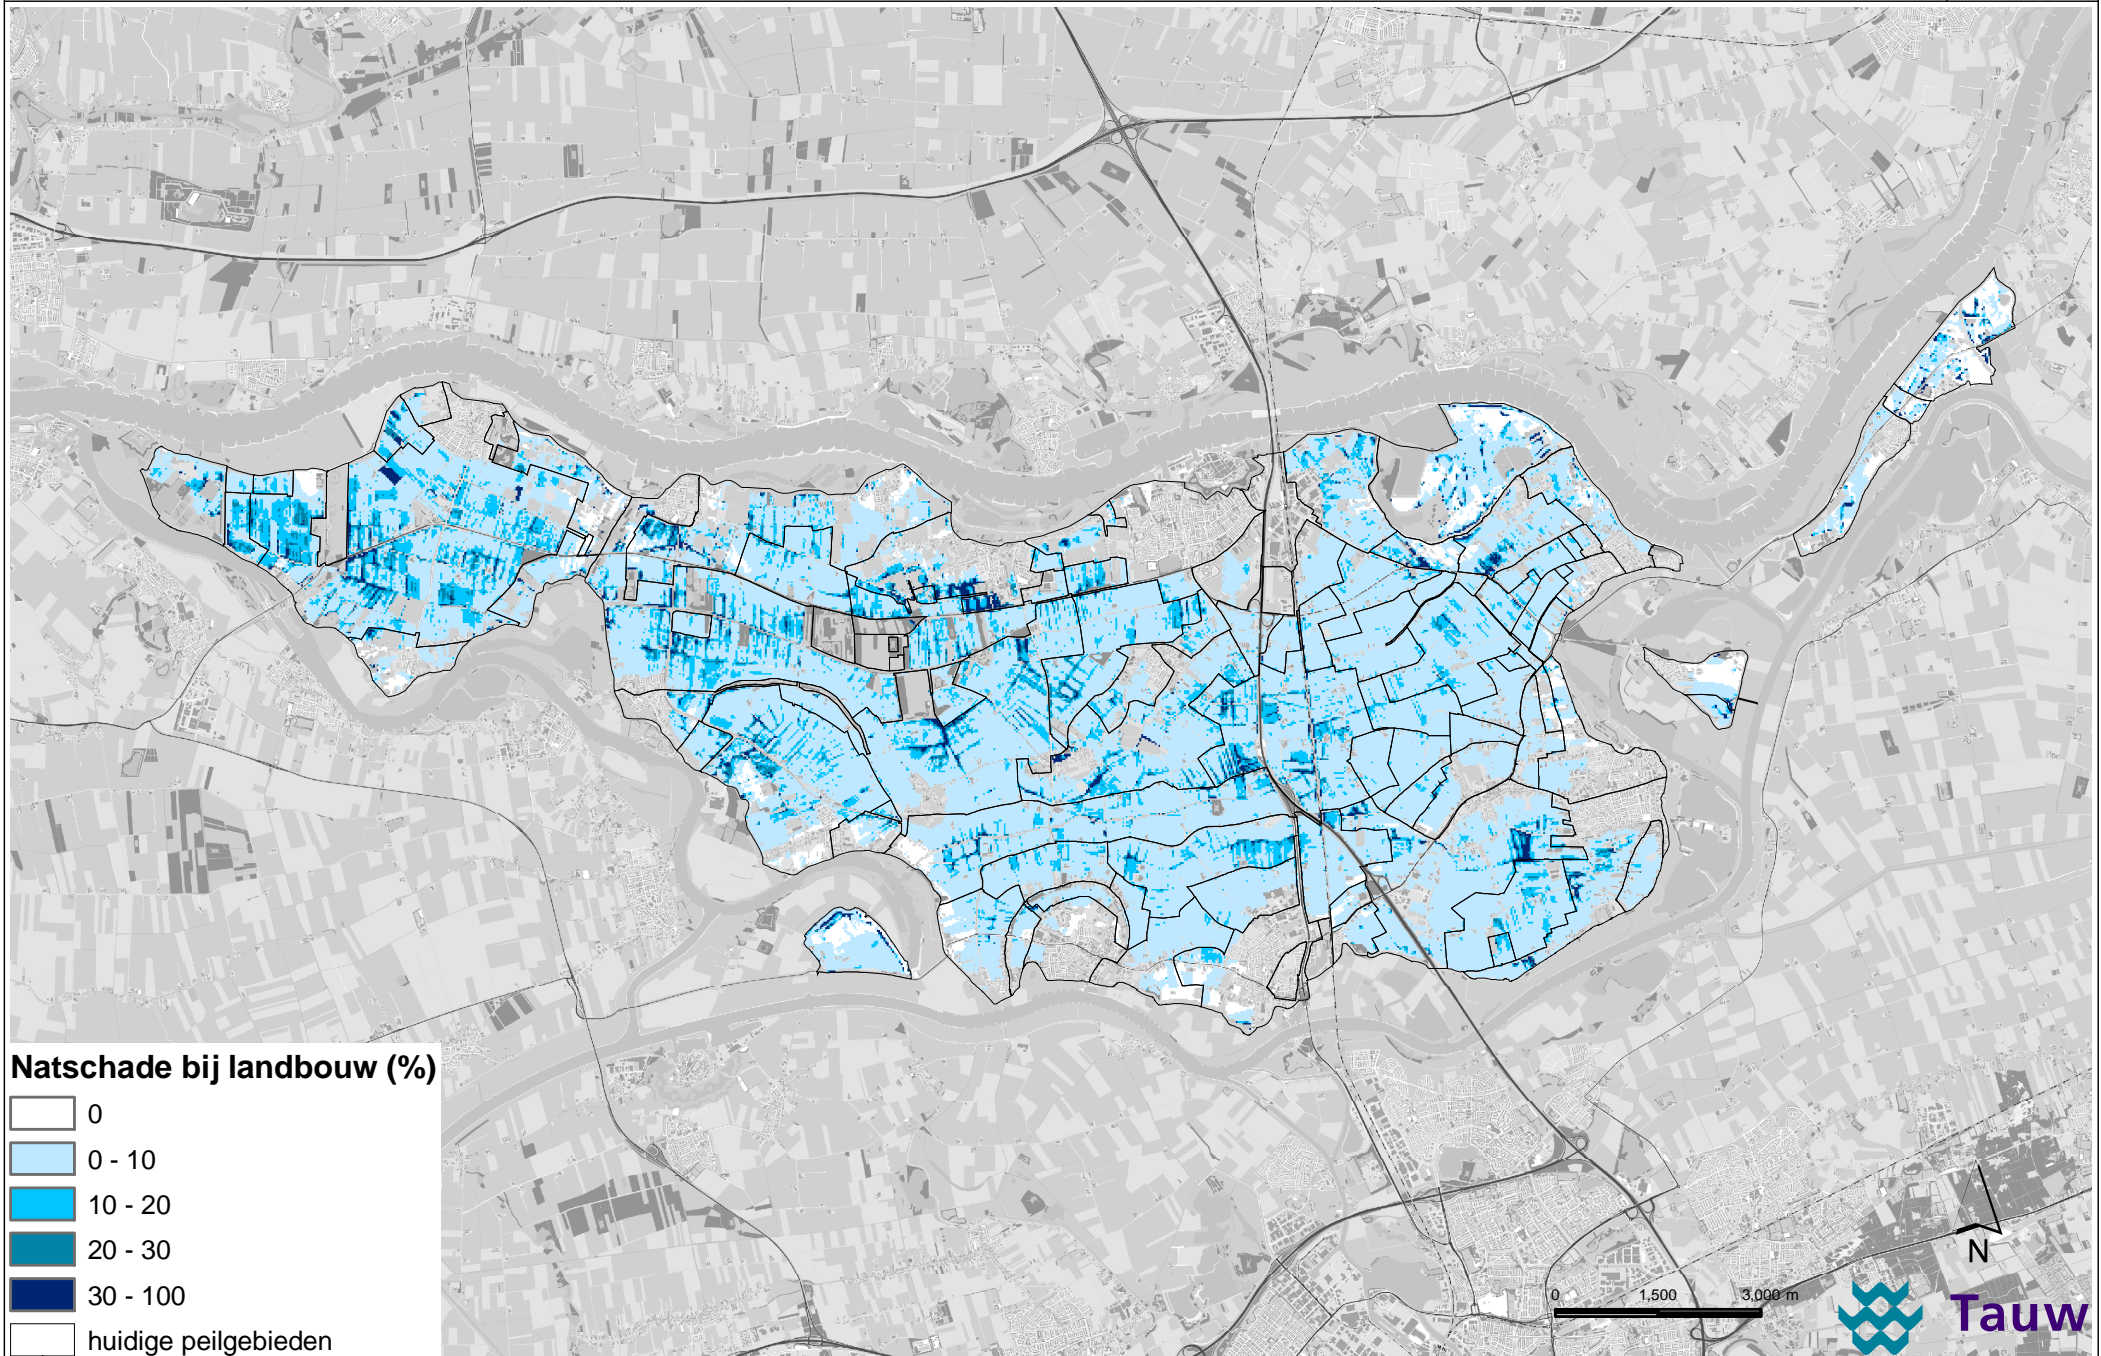 Natschade bij landbouw (%)
0
0 - 10
10 - 20
20 - 30
30 - 100
huidige peilgebieden
0 1,500 3,000 m
N
Tauw